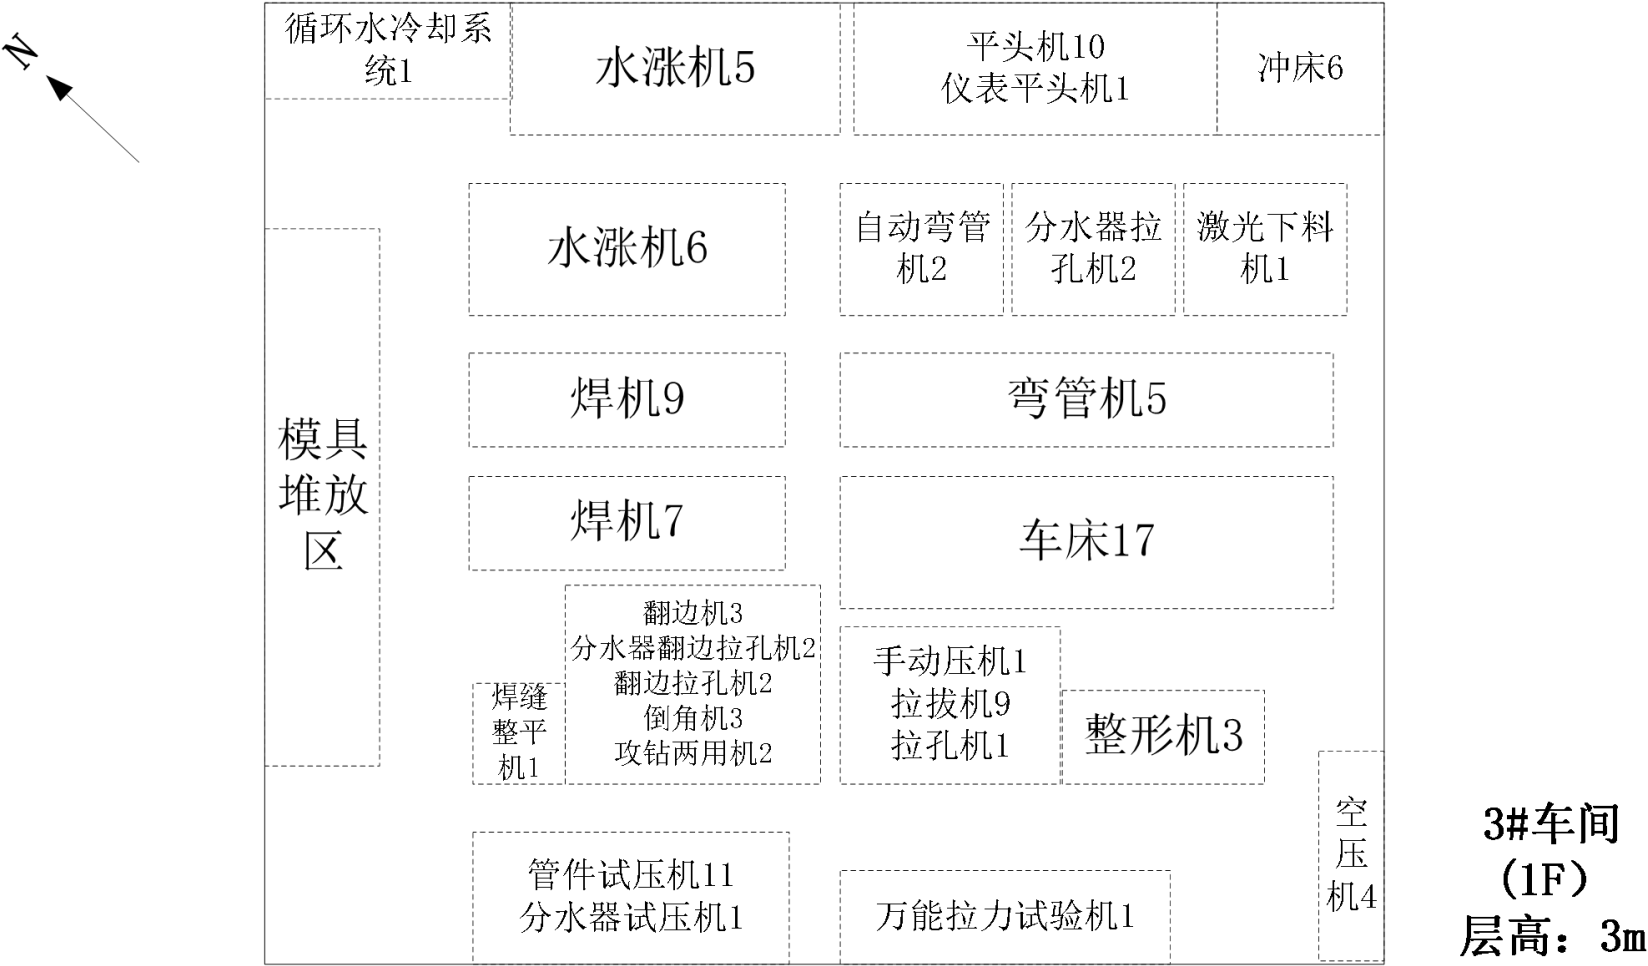 N
循环水冷却系
统1
水涨机5
平头机10
仪表平头机1
冲床6
水涨机6
自动弯管
机2
分水器拉
孔机2
激光下料
机1
模具
堆放
区
焊机9
弯管机5
焊机7
车床17
翻边机3
分水器翻边拉孔机2
翻边拉孔机2
倒角机3
攻钻两用机2
焊缝
整平
机1
手动压机1
拉拔机9
拉孔机1
整形机3
空
压
机4
管件试压机11
分水器试压机1
万能拉力试验机1
3#车间
(1F）
层高：3m